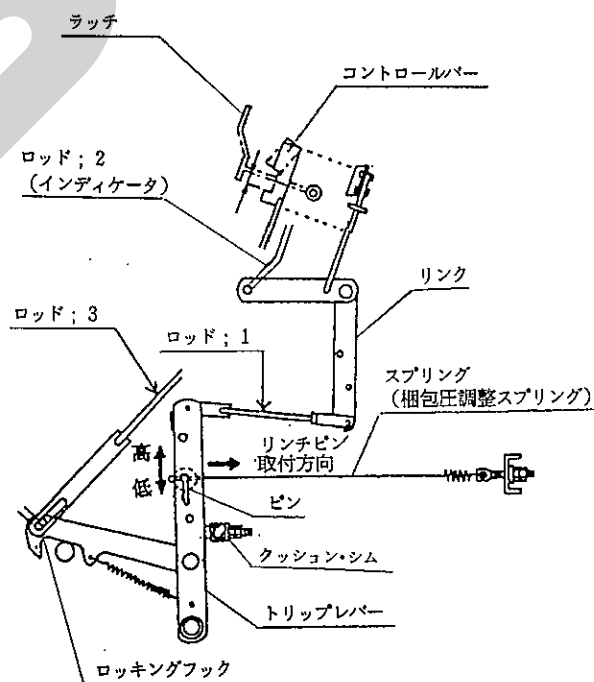 ラッチ
コントロールバー
ロッド;2
(インディケータ)
リンク
ロッド;3
ロッド;1
スプリング
(梱包圧調整スプリング)
高
低
リンチピン
取付方向
ピン
クッション・シム
トリップレバー
ロッキングフック